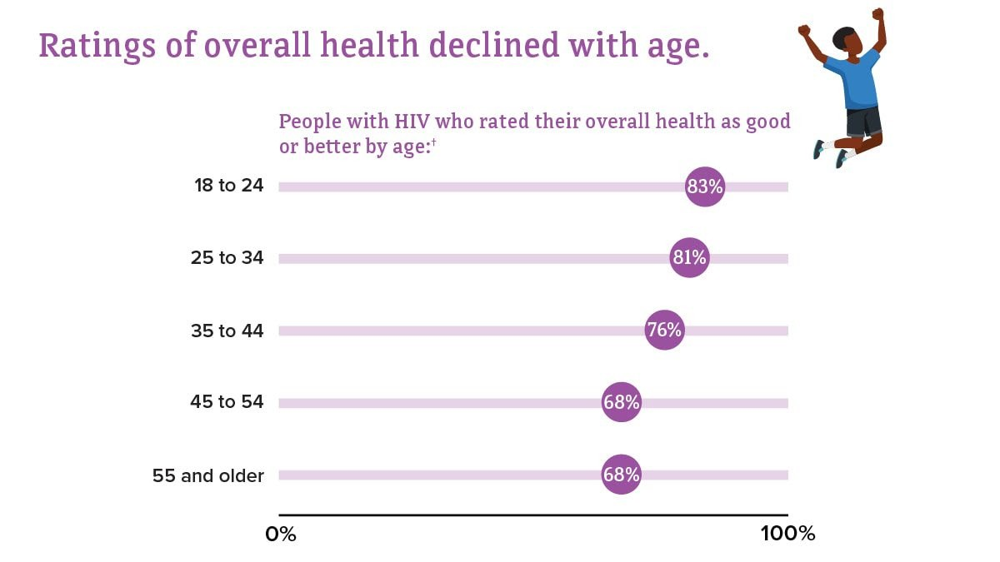 Ratings of overall health declined with age.
People with HIV who rated their overall health as good
or better by age:†
18 to 24 83%
25 to 34 81%
35 to 44 76%
45 to 54 68%
55 and older 68%
0% 100%